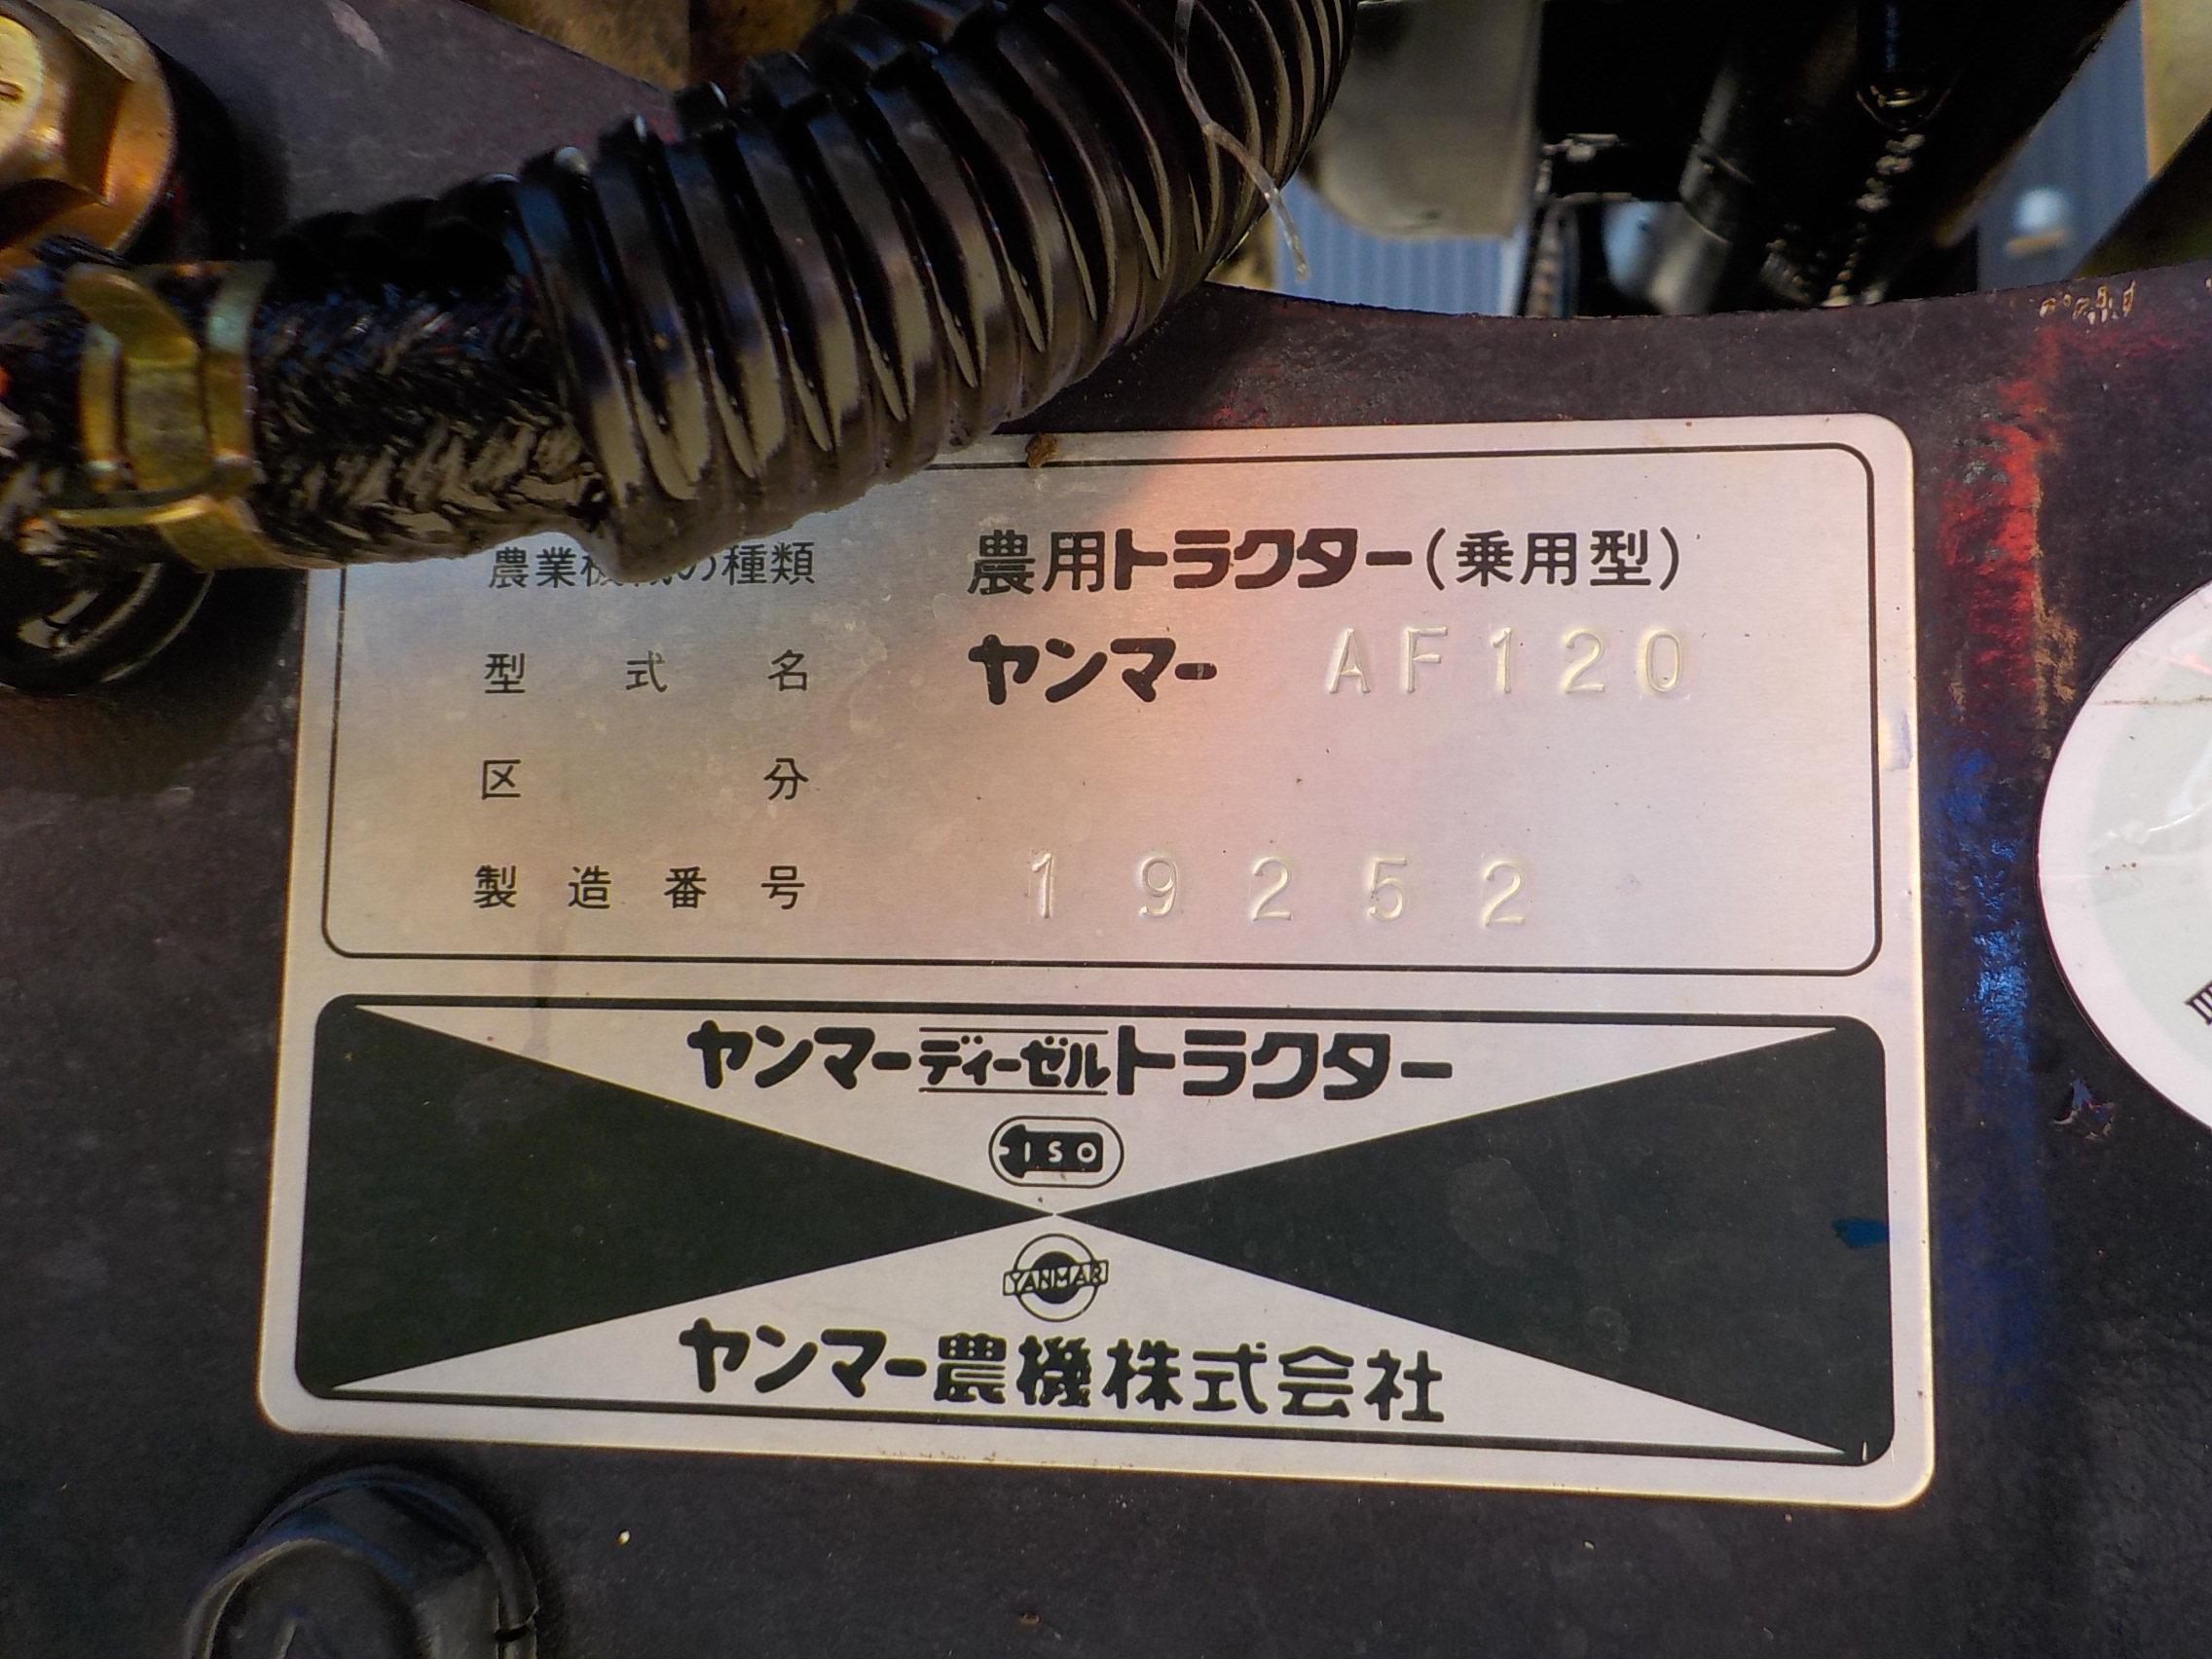 農業機械の種類 農用トラクター(乗用型)
型式名 ヤンマー AF120
区分
製造番号 19252
ヤンマーディーゼルトラクター
ISO
YANMAR
ヤンマー農機株式会社